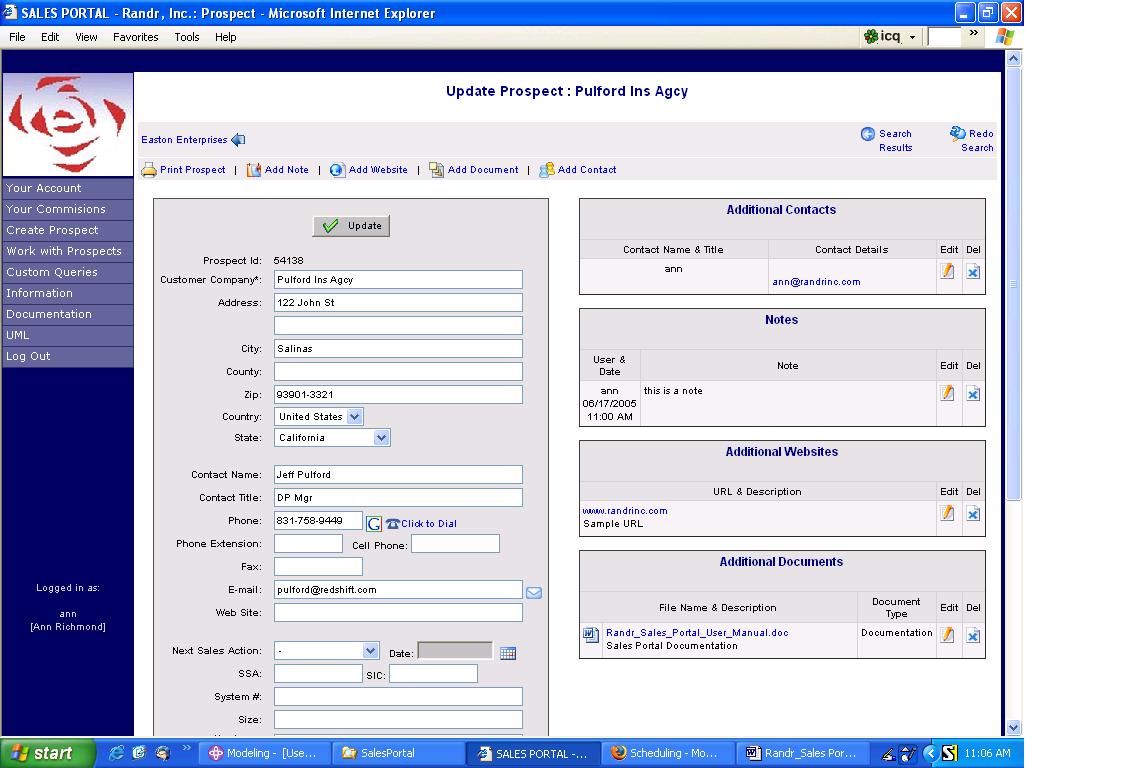 SALES PORTAL - Randr, Inc.: Prospect - Microsoft Internet Explorer
File Edit View Favorites Tools Help
icq »
Update Prospect : Pulford Ins Agcy
Easton Enterprises
Search Results
Redo Search
Print Prospect | Add Note | Add Website | Add Document | Add Contact
Your Account
Your Commisions
Create Prospect
Work with Prospects
Custom Queries
Information
Documentation
UML
Log Out
Logged in as:
ann
[Ann Richmond]
Update
Prospect Id: 54138
Customer Company*: Pulford Ins Agcy
Address: 122 John St
City: Salinas
County:
Zip: 93901-3321
Country: United States
State: California
Contact Name: Jeff Pulford
Contact Title: DP Mgr
Phone: 831-758-9449 G Click to Dial
Phone Extension: Cell Phone:
Fax:
E-mail: pulford@redshift.com
Web Site:
Next Sales Action: - Date:
SSA: SIC:
System #:
Size:
Additional Contacts
Contact Name & Title Contact Details Edit Del
ann
ann@randrinc.com
Notes
User & Date Note Edit Del
ann 06/17/2005 11:00 AM this is a note
Additional Websites
URL & Description Edit Del
www.randrinc.com
Sample URL
Additional Documents
File Name & Description Document Type Edit Del
Randr_Sales_Portal_User_Manual.doc Documentation
Sales Portal Documentation
start » Modeling - [Use... SalesPortal SALES PORTAL -... Scheduling - Mo... Randr_Sales Por... 11:06 AM